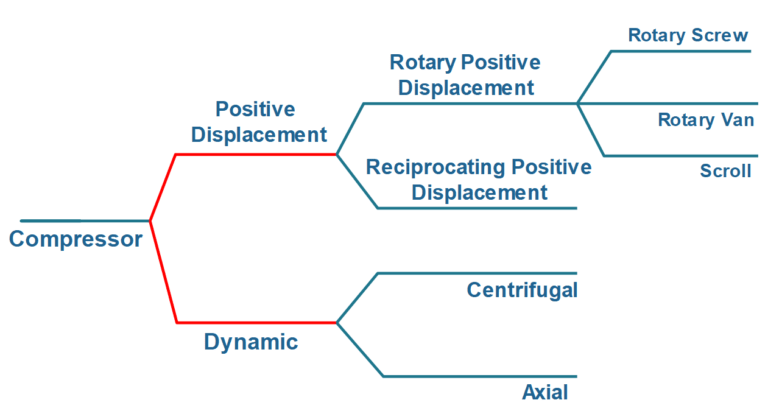 Rotary Screw
Rotary Positive
Displacement
Positive
Displacement
Rotary Van
Reciprocating Positive
Displacement
Scroll
Compressor
Centrifugal
Dynamic
Axial